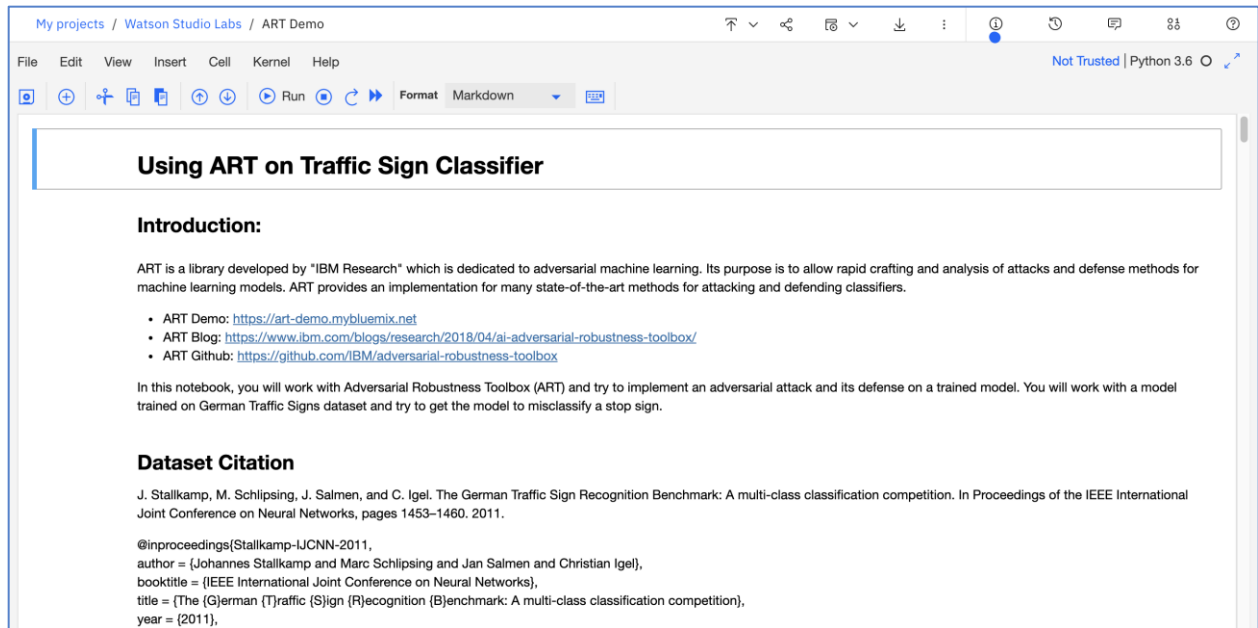 My projects / Watson Studio Labs / ART Demo
File Edit View Insert Cell Kernel Help
Not Trusted | Python 3.6
Run Format Markdown
Using ART on Traffic Sign Classifier
Introduction:
ART is a library developed by "IBM Research" which is dedicated to adversarial machine learning. Its purpose is to allow rapid crafting and analysis of attacks and defense methods for
machine learning models. ART provides an implementation for many state-of-the-art methods for attacking and defending classifiers.
• ART Demo: https://art-demo.mybluemix.net
• ART Blog: https://www.ibm.com/blogs/research/2018/04/ai-adversarial-robustness-toolbox/
• ART Github: https://github.com/IBM/adversarial-robustness-toolbox
In this notebook, you will work with Adversarial Robustness Toolbox (ART) and try to implement an adversarial attack and its defense on a trained model. You will work with a model
trained on German Traffic Signs dataset and try to get the model to misclassify a stop sign.
Dataset Citation
J. Stallkamp, M. Schlipsing, J. Salmen, and C. Igel. The German Traffic Sign Recognition Benchmark: A multi-class classification competition. In Proceedings of the IEEE International
Joint Conference on Neural Networks, pages 1453–1460. 2011.
@inproceedings{Stallkamp-IJCNN-2011,
author = {Johannes Stallkamp and Marc Schlipsing and Jan Salmen and Christian Igel},
booktitle = {IEEE International Joint Conference on Neural Networks},
title = {The {G}erman {T}raffic {S}ign {R}ecognition {B}enchmark: A multi-class classification competition},
year = {2011},